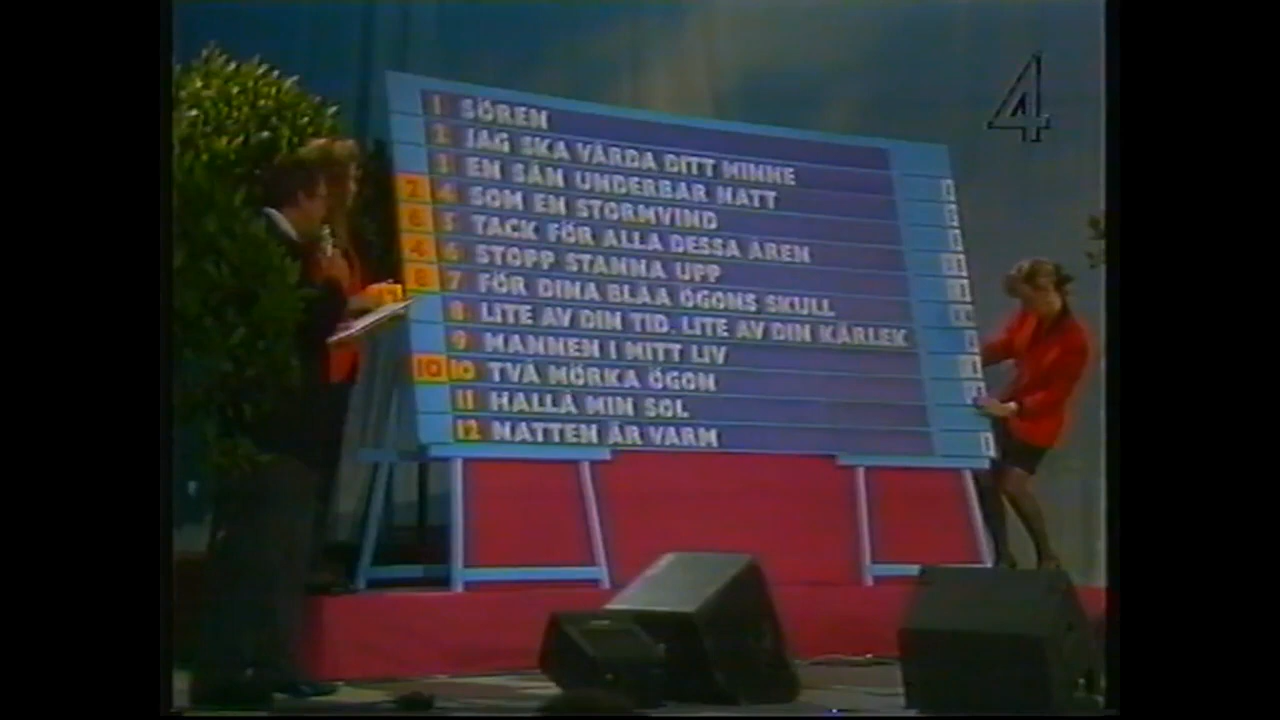 4
1 SÖREN
2 JAG SKA VÅRDA DITT MINNE
3 EN SÅN UNDERBAR NATT
7 4 SOM EN STORMVIND
6 5 TACK FÖR ALLA DESSA ÅREN
4 6 STOPP STANNA UPP
8 7 FÖR DINA BLÅA ÖGONS SKULL
8 LITE AV DIN TID, LITE AV DIN KÄRLEK
9 MANNEN I MITT LIV
10 10 TVÅ MÖRKA ÖGON
11 HALLÅ MIN SOL
12 NATTEN ÄR VARM